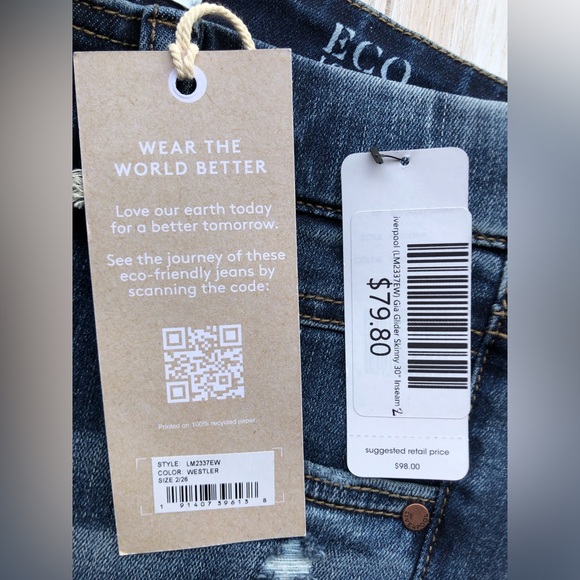 ECO
WEAR THE
WORLD BETTER
Love our earth today
for a better tomorrow.
See the journey of these
eco-friendly jeans by
scanning the code:
Printed on 100% recycled paper
STYLE: LM2337EW
COLOR: WESTLER
SIZE 2/26
1 91407 39613 8
iverpool (LM2337EW) Gia Glider Skinny 30" Inseam
$79.80
suggested retail price
$98.00